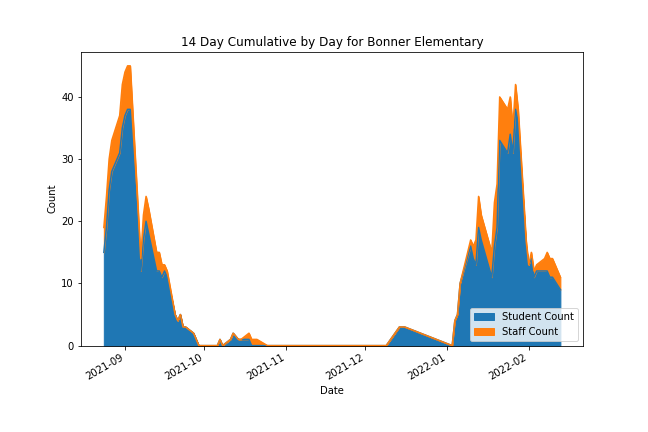 14 Day Cumulative by Day for Bonner Elementary
Count
40
30
20
10
0
2021-09
2021-10
2021-11
2021-12
2022-01
2022-02
Date
Student Count
Staff Count